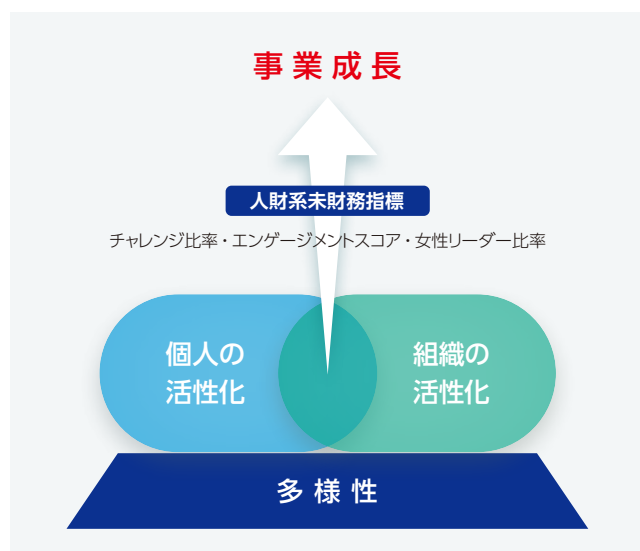 事業成長
人財系未財務指標
チャレンジ比率・エンゲージメントスコア・女性リーダー比率
個人の
活性化
組織の
活性化
多様性